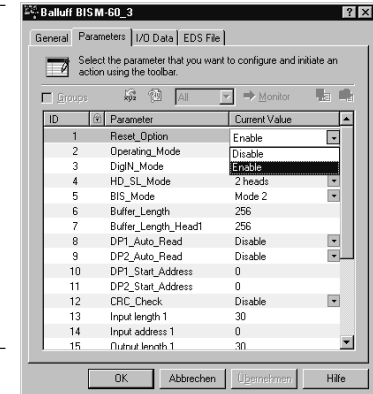 Balluff BISM-60_3
General Parameters I/O Data EDS File
Select the parameter that you want to configure and initiate an
action using the toolbar.
Groups All Monitor
ID Parameter Current Value
1 Reset_Option Enable
Disable
Enable
2 Operating_Mode
3 DigIN_Mode
4 HD_SL_Mode 2 heads
5 BIS_Mode Mode 2
6 Buffer_Length 256
7 Buffer_Length_Head1 256
8 DP1_Auto_Read Disable
9 DP2_Auto_Read Disable
10 DP1_Start_Address 0
11 DP2_Start_Address 0
12 CRC_Check Disable
13 Input length 1 30
14 Input address 1 0
15 Output length 1 30
OK Abbrechen Übernehmen Hilfe